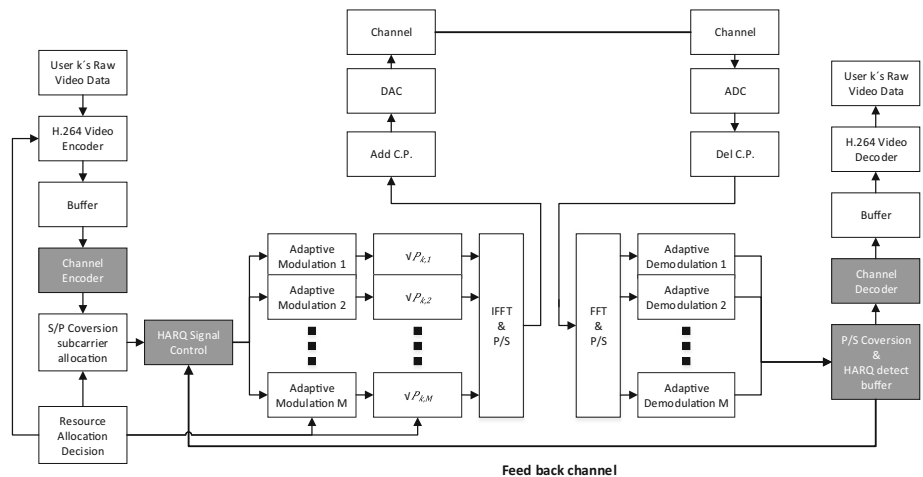 User k´s Raw
Video Data
H.264 Video
Encoder
Buffer
Channel
Encoder
S/P Coversion
subcarrier
allocation
Resource
Allocation
Decision
HARQ Signal
Control
Adaptive
Modulation 1
Adaptive
Modulation 2
Adaptive
Modulation M
√P_{k,1}
√P_{k,2}
√P_{k,M}
IFFT
&
P/S
Add C.P.
DAC
Channel
Channel
ADC
Del C.P.
FFT
&
P/S
Adaptive
Demodulation 1
Adaptive
Demodulation 2
Adaptive
Demodulation M
User k´s Raw
Video Data
H.264 Video
Decoder
Buffer
Channel
Decoder
P/S Coversion
&
HARQ detect
buffer
Feed back channel